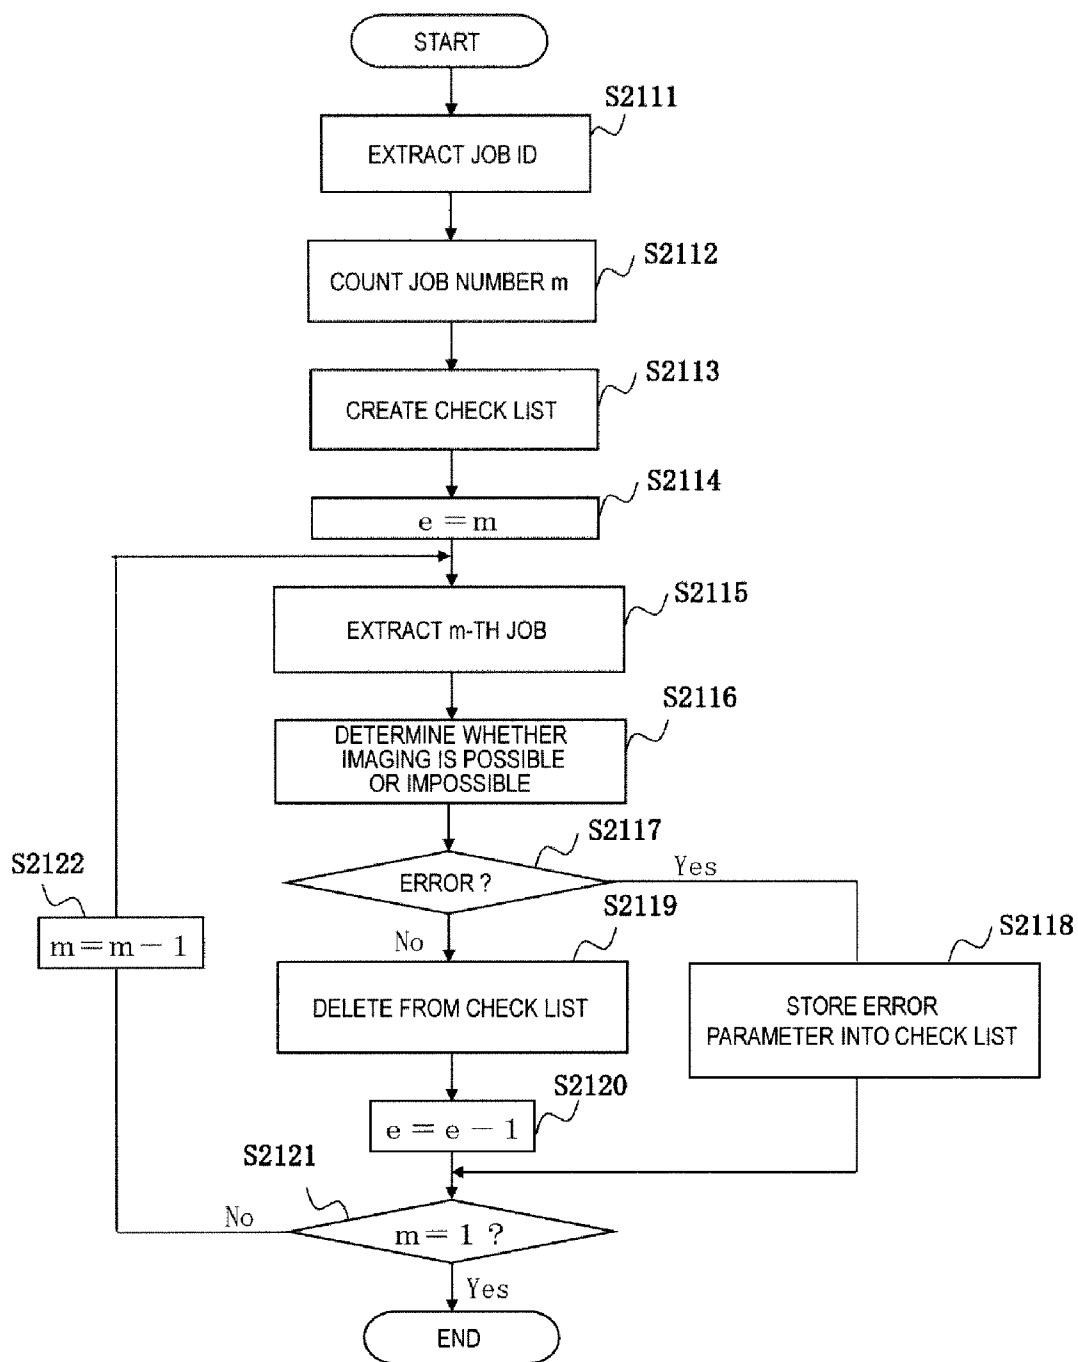 START
S2111
EXTRACT JOB ID
S2112
COUNT JOB NUMBER m
S2113
CREATE CHECK LIST
S2114
e = m
S2115
EXTRACT m-TH JOB
S2116
DETERMINE WHETHER
IMAGING IS POSSIBLE
OR IMPOSSIBLE
S2117
ERROR ?
Yes
No
S2122
m = m - 1
S2119
DELETE FROM CHECK LIST
S2118
STORE ERROR
PARAMETER INTO CHECK LIST
S2120
e = e - 1
S2121
m = 1 ?
No
Yes
END